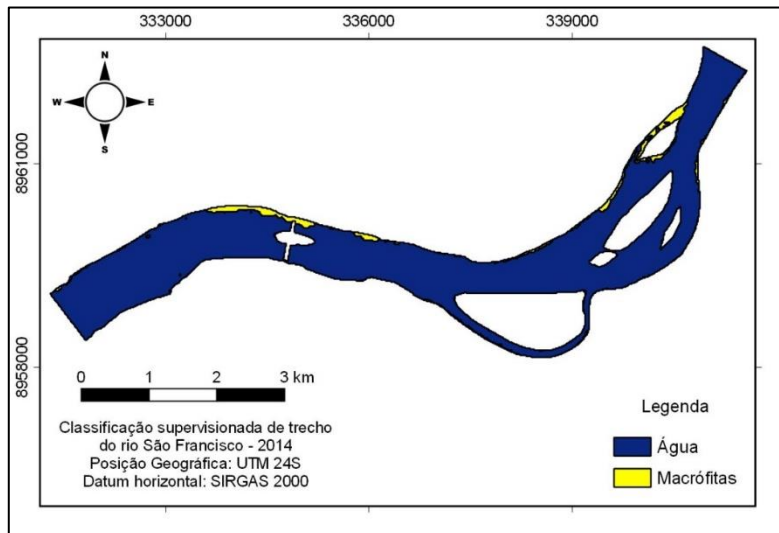 333000
336000
339000
N
W
E
S
8961000
8958000
0
1
2
3 km
Classificação supervisionada de trecho
do rio São Francisco - 2014
Posição Geográfica: UTM 24S
Datum horizontal: SIRGAS 2000
Legenda
Água
Macrófitas